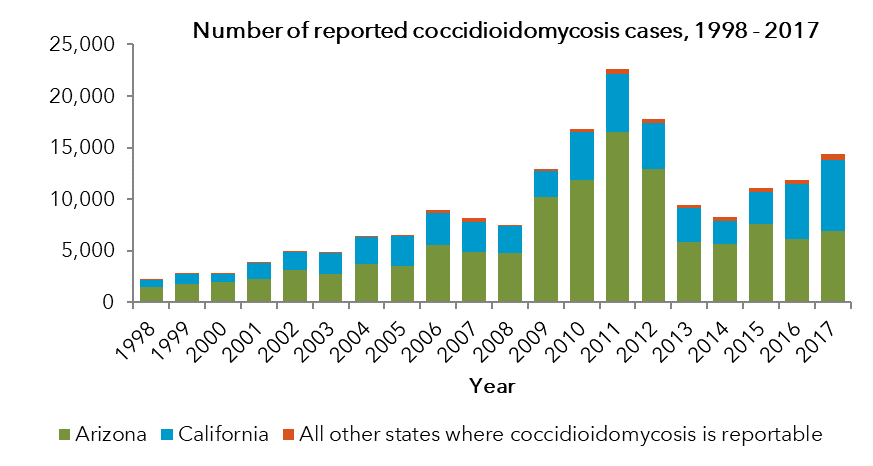 Number of reported coccidioidomycosis cases, 1998 - 2017
25,000
20,000
15,000
10,000
5,000
0
1998 1999 2000 2001 2002 2003 2004 2005 2006 2007 2008 2009 2010 2011 2012 2013 2014 2015 2016 2017
Year
Arizona California All other states where coccidioidomycosis is reportable